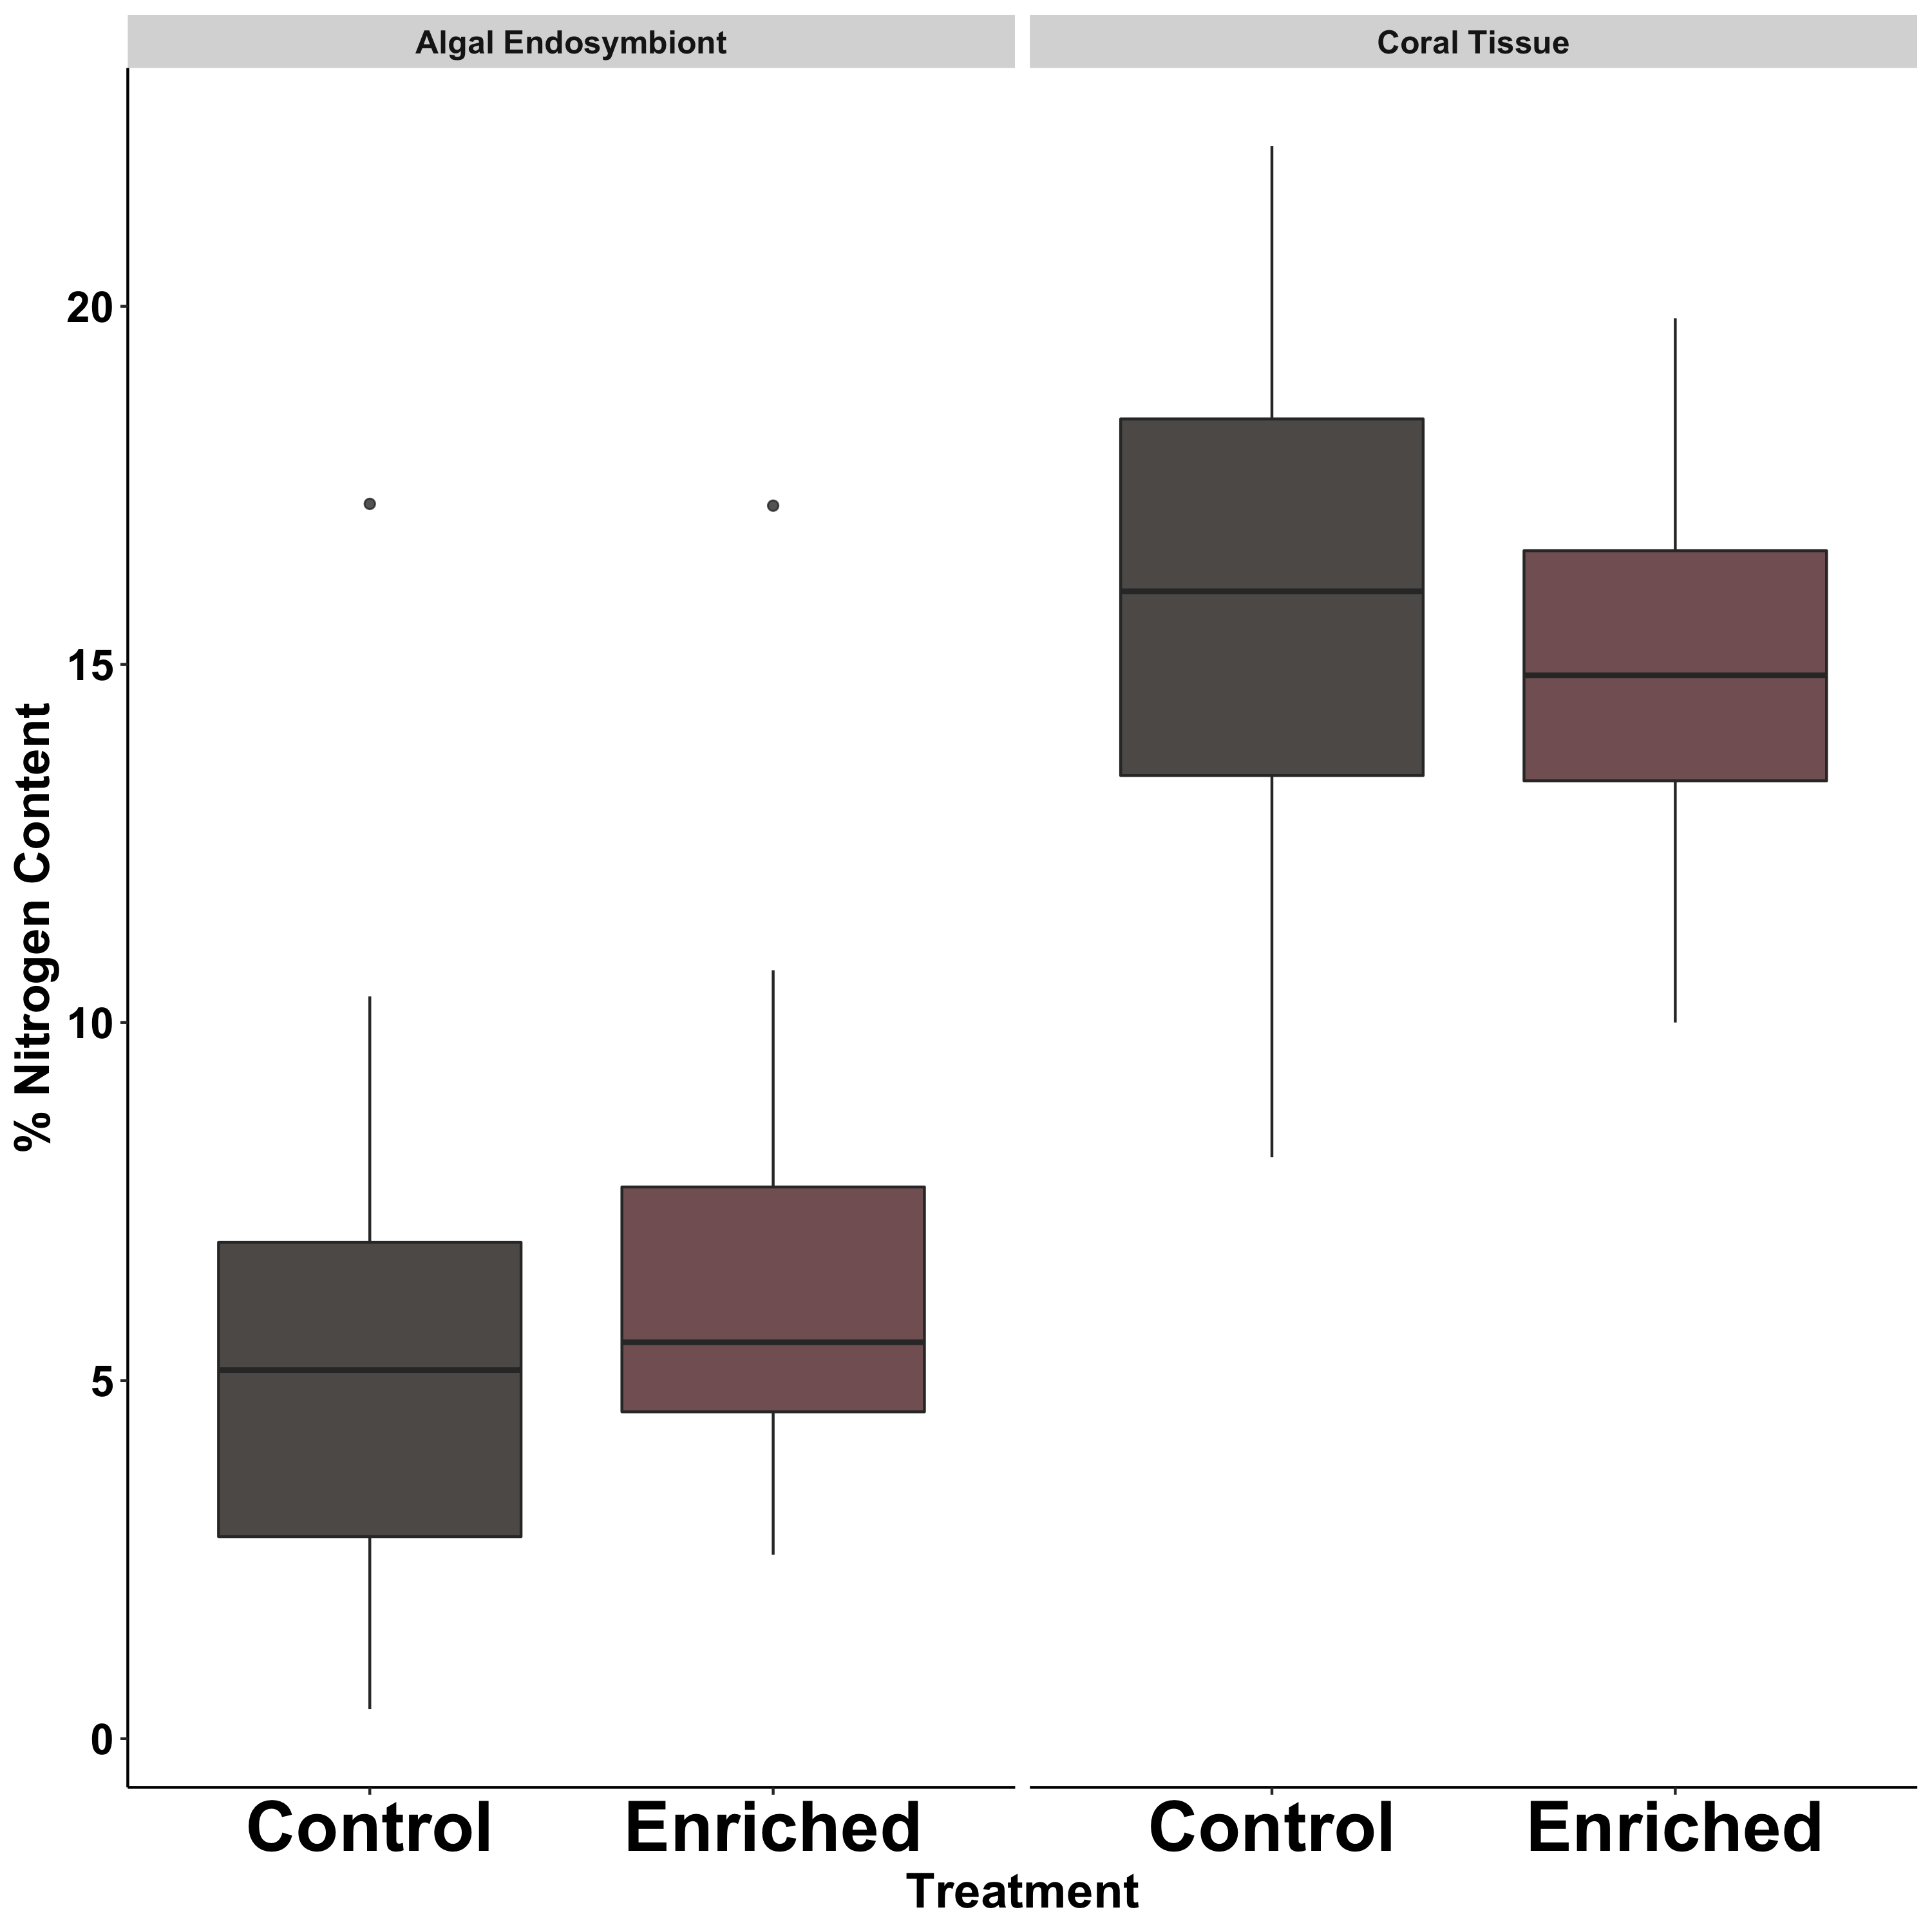 Algal Endosymbiont
Coral Tissue
% Nitrogen Content
20
15
10
5
0
Control
Enriched
Control
Enriched
Treatment